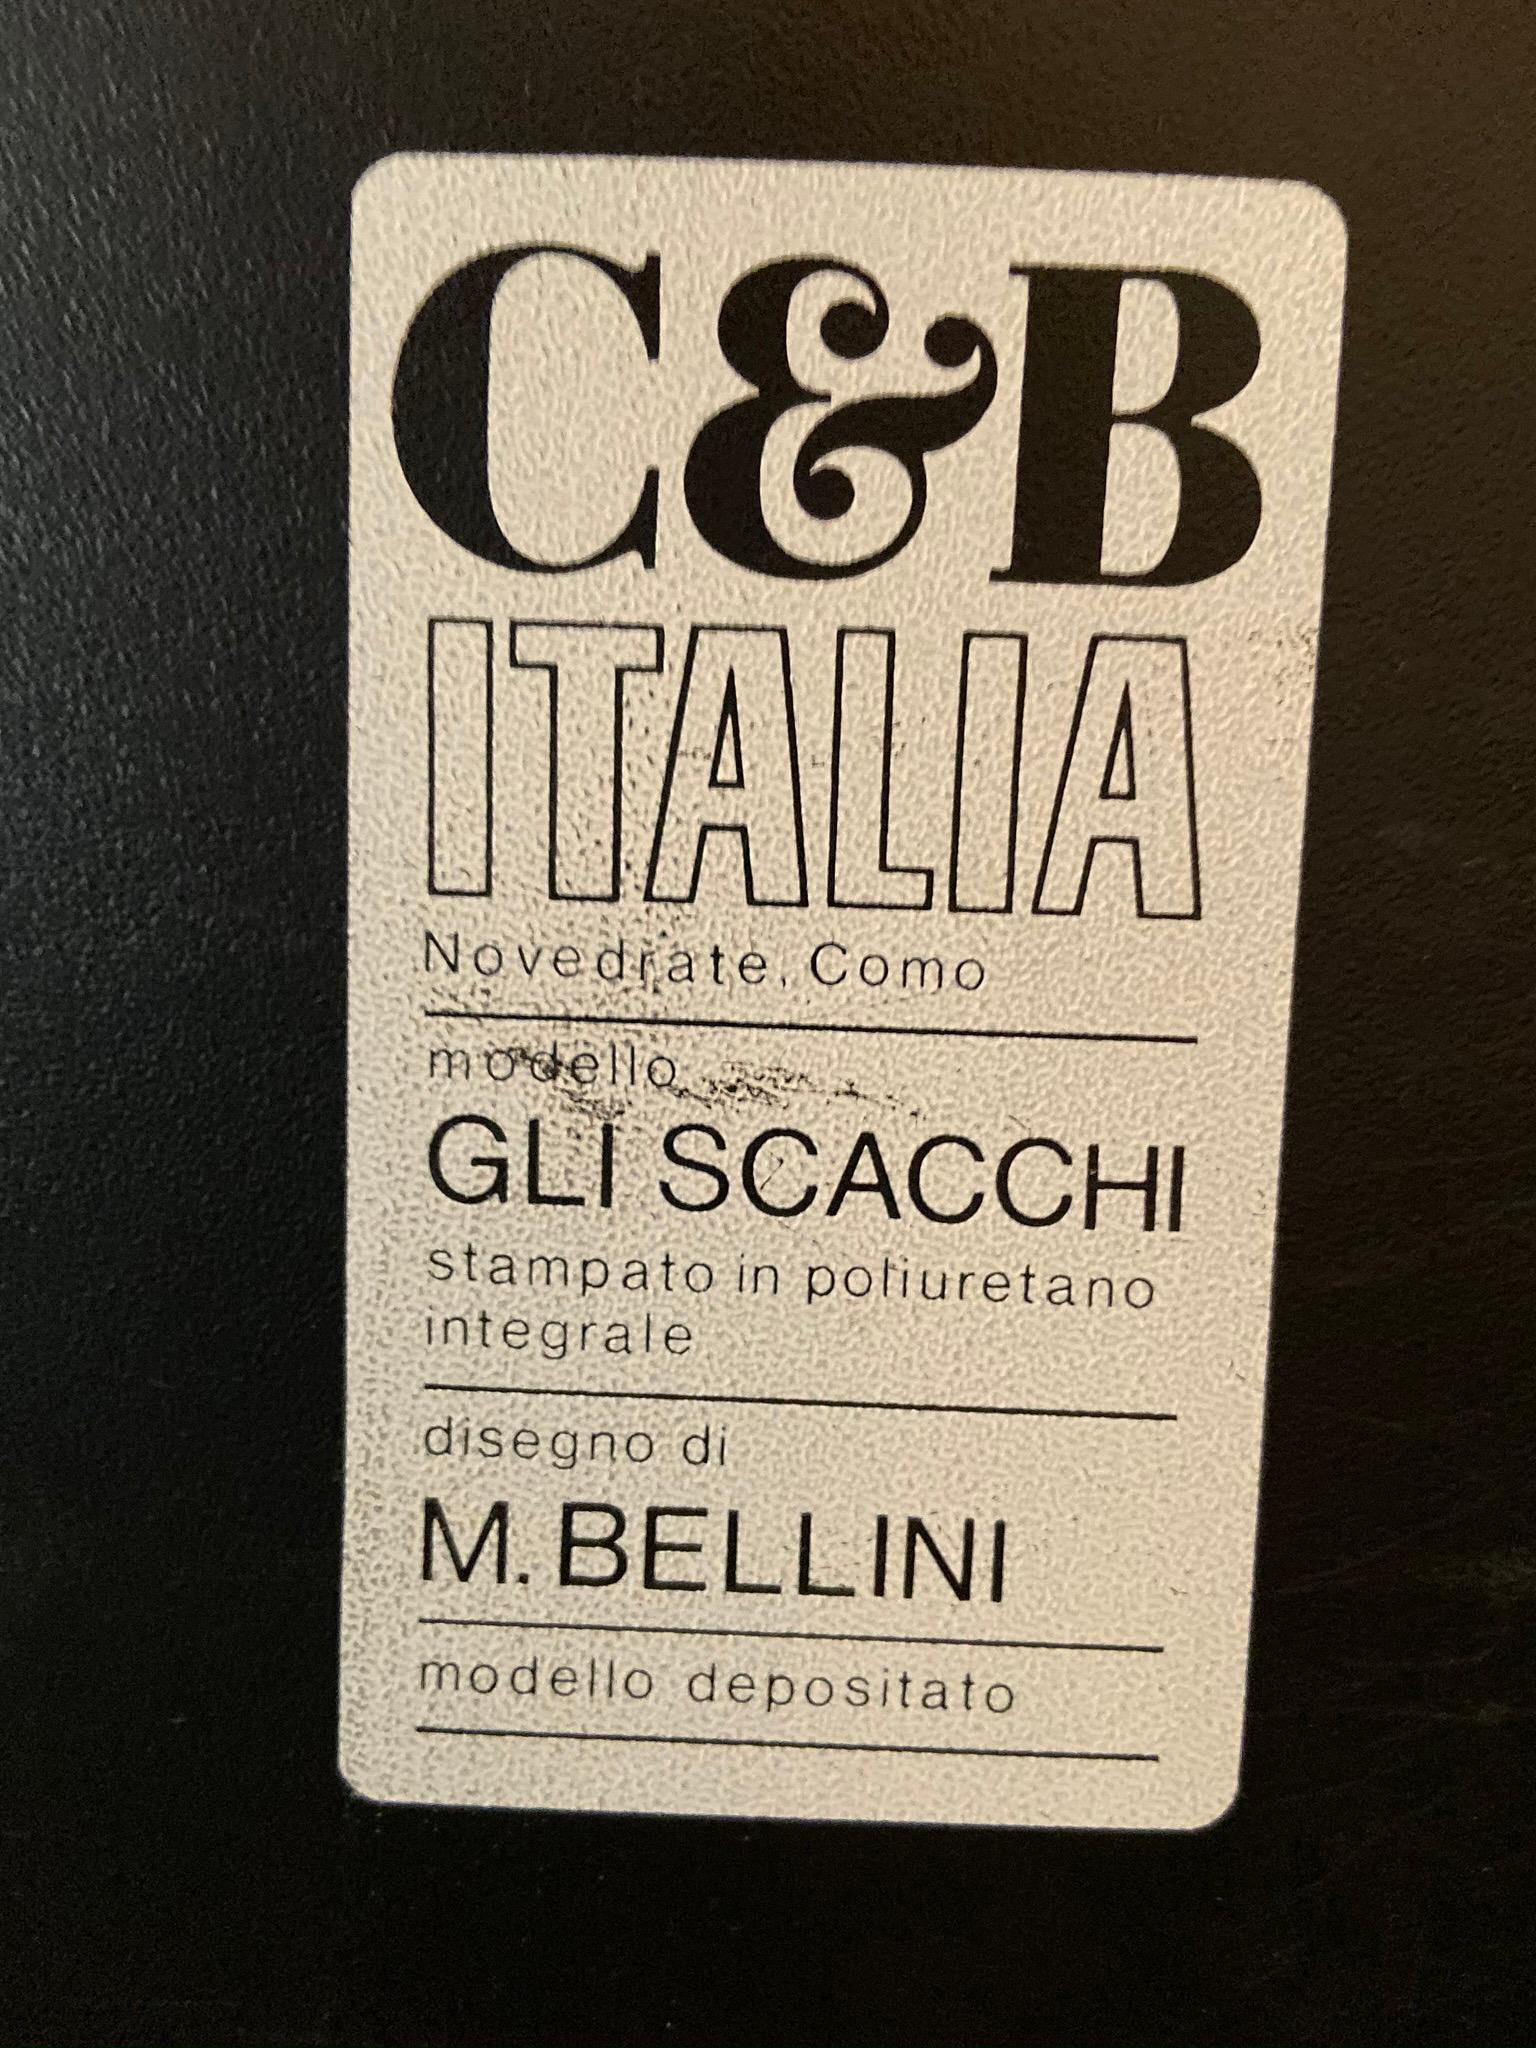 C&B
ITALIA
Novedrate, Como
modello
GLI SCACCHI
stampato in poliuretano
integrale
disegno di
M. BELLINI
modello depositato